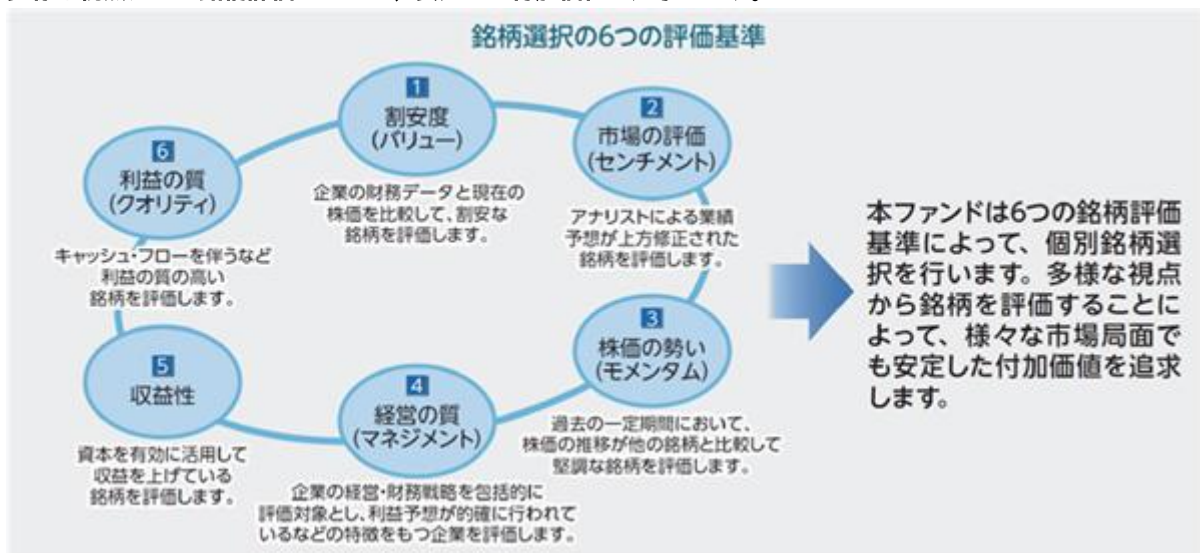 銘柄選択の6つの評価基準
1
割安度
(バリュー)
企業の財務データと現在の
株価を比較して、割安な
銘柄を評価します。
2
市場の評価
(センチメント)
アナリストによる業績
予想が上方修正された
銘柄を評価します。
3
株価の勢い
(モメンタム)
過去の一定期間において、
株価の推移が他の銘柄と比較して
堅調な銘柄を評価します。
4
経営の質
(マネジメント)
企業の経営・財務戦略を包括的に
評価対象とし、利益予想が的確に行われて
いるなどの特徴をもつ企業を評価します。
5
収益性
資本を有効に活用して
収益を上げている
銘柄を評価します。
6
利益の質
(クオリティ)
キャッシュ・フローを伴うなど
利益の質の高い
銘柄を評価します。
本ファンドは6つの銘柄評価
基準によって、個別銘柄選
択を行います。多様な視点
から銘柄を評価することに
よって、様々な市場局面で
も安定した付加価値を追求
します。